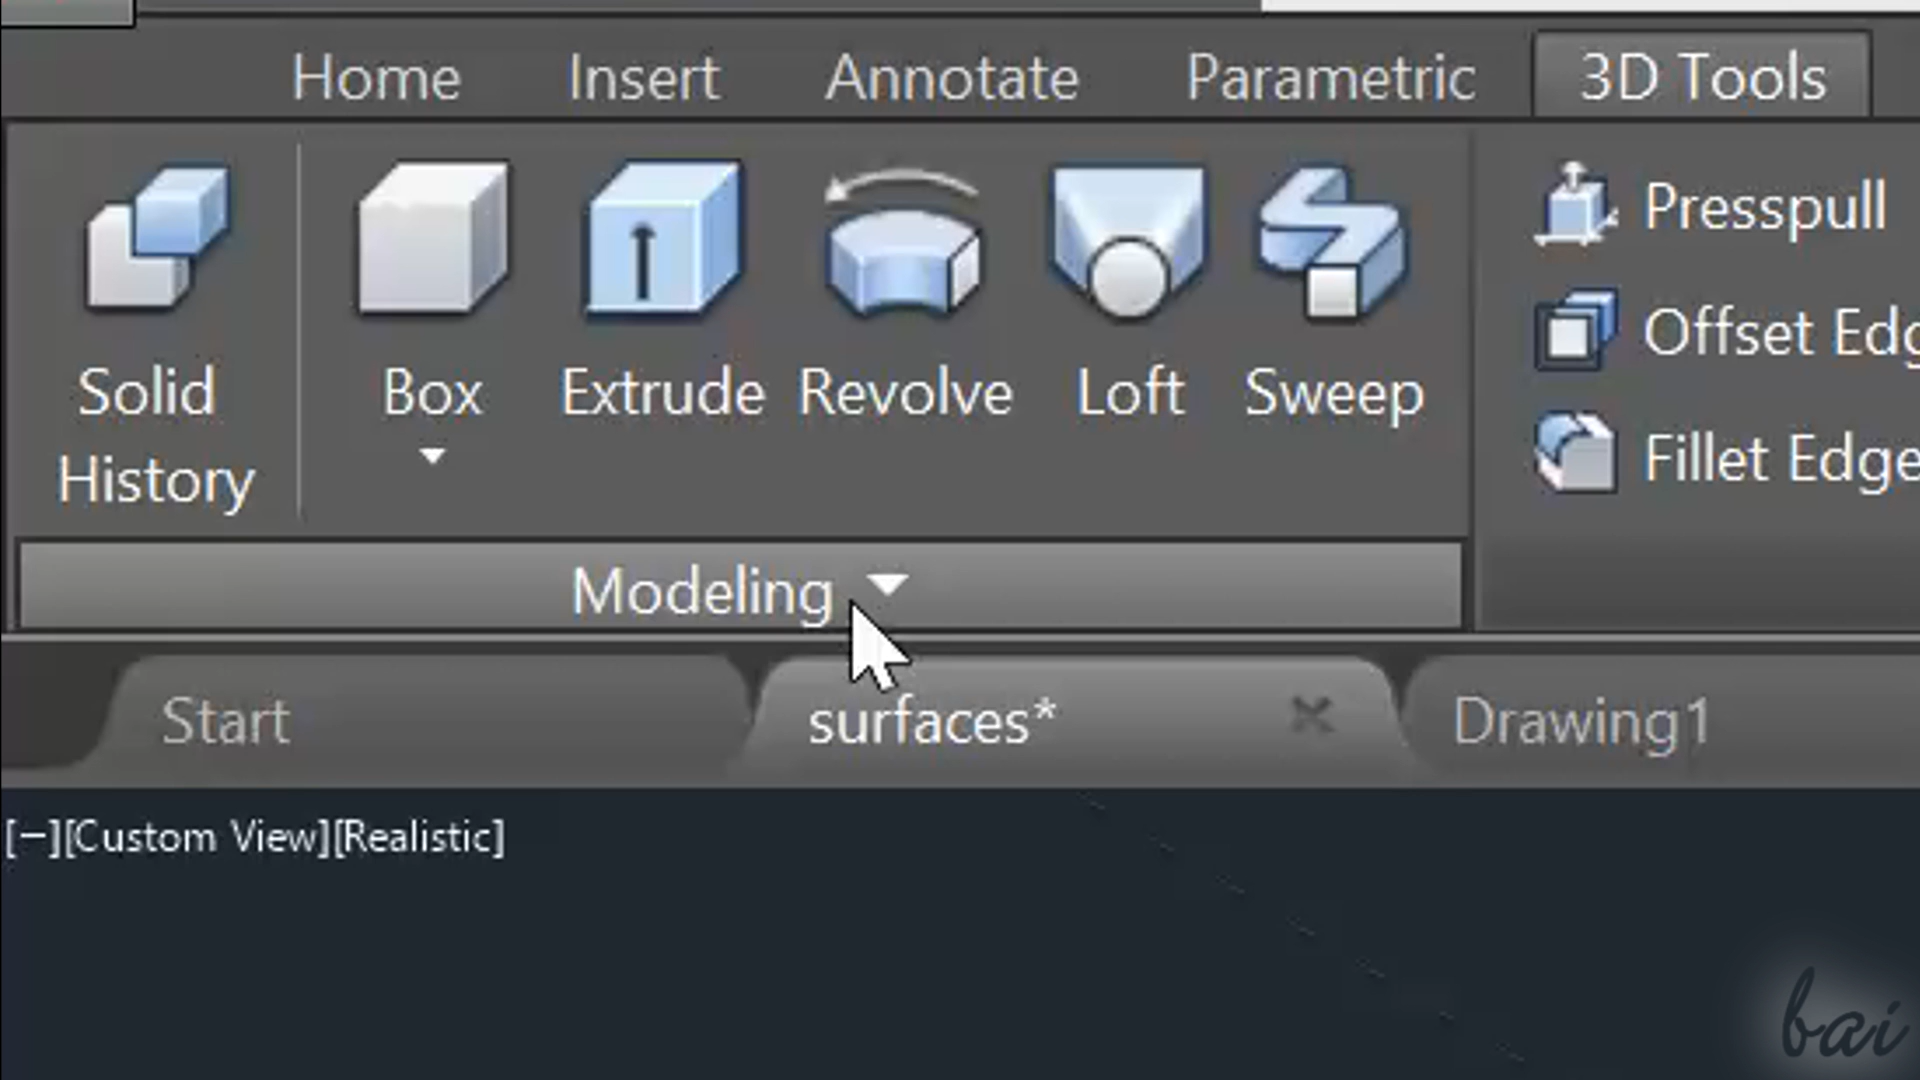 Home Insert Annotate Parametric 3D Tools
Solid History
Box
Extrude
Revolve
Loft
Sweep
Presspull
Offset Edg
Fillet Edge
Modeling
Start
surfaces*
Drawing1
[−][Custom View][Realistic]
bai